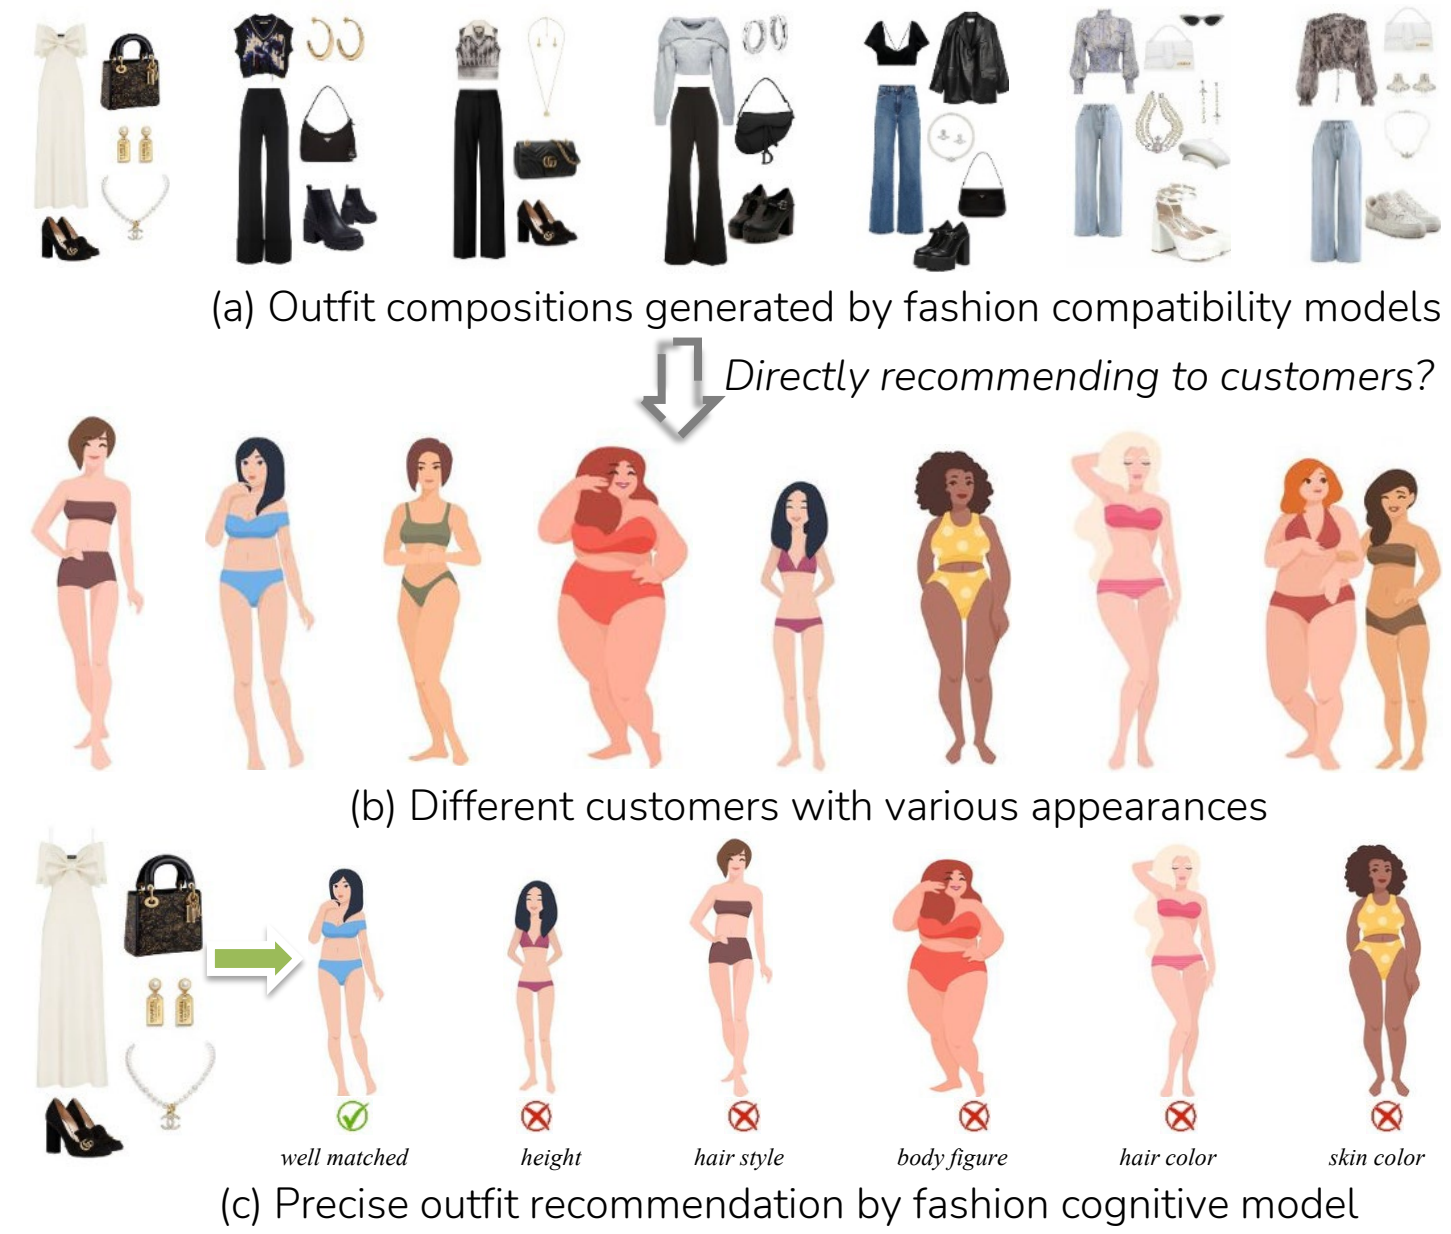 (a) Outfit compositions generated by fashion compatibility models
Directly recommending to customers?
(b) Different customers with various appearances
well matched
height
hair style
body figure
hair color
skin color
(c) Precise outfit recommendation by fashion cognitive model